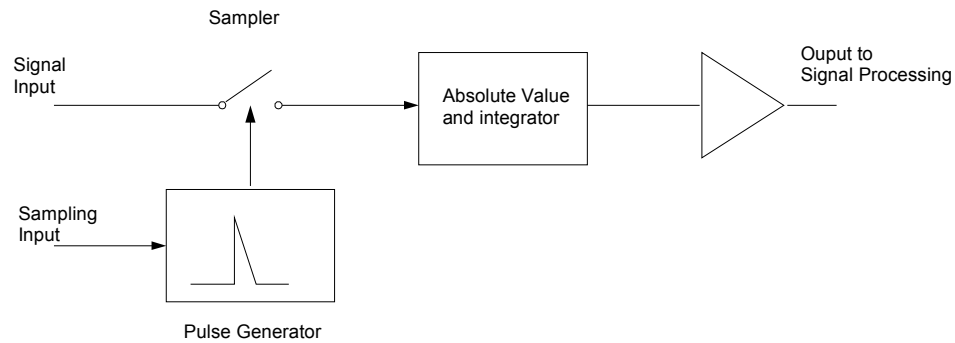 Sampler
Signal
Input
Ouput to
Signal Processing
Absolute Value
and integrator
Sampling
Input
Pulse Generator